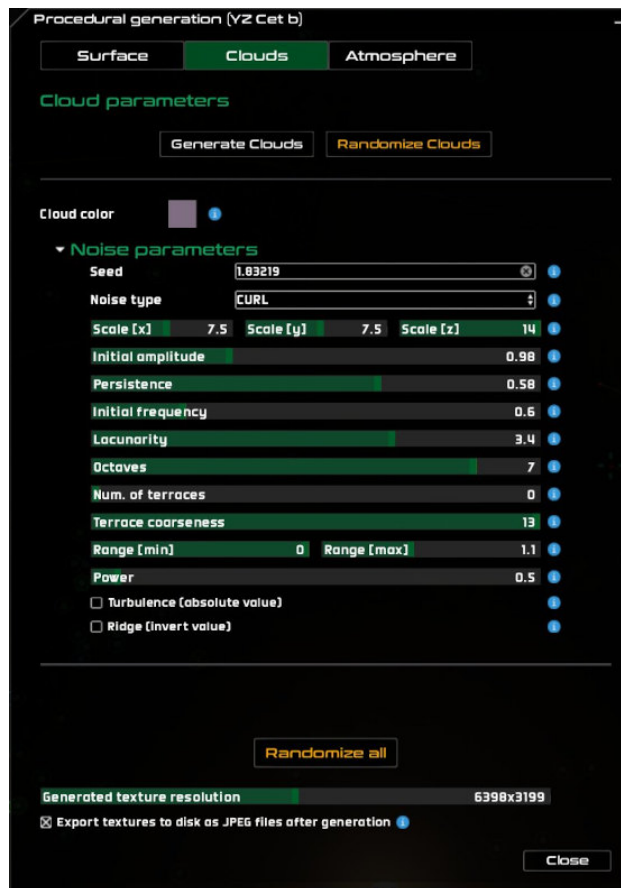 Procedural generation (YZ Cet b)
Surface Clouds Atmosphere
Cloud parameters
Generate Clouds Randomize Clouds
Cloud color
Noise parameters
Seed 1.83219
Noise type CURL
Scale [x] 7.5 Scale [y] 7.5 Scale [z] 14
Initial amplitude 0.98
Persistence 0.58
Initial frequency 0.6
Lacunarity 3.4
Octaves 7
Num. of terraces 0
Terrace coarseness 13
Range [min] 0 Range [max] 1.1
Power 0.5
Turbulence (absolute value)
Ridge (invert value)
Randomize all
Generated texture resolution 6398x3199
Export textures to disk as JPEG files after generation
Close